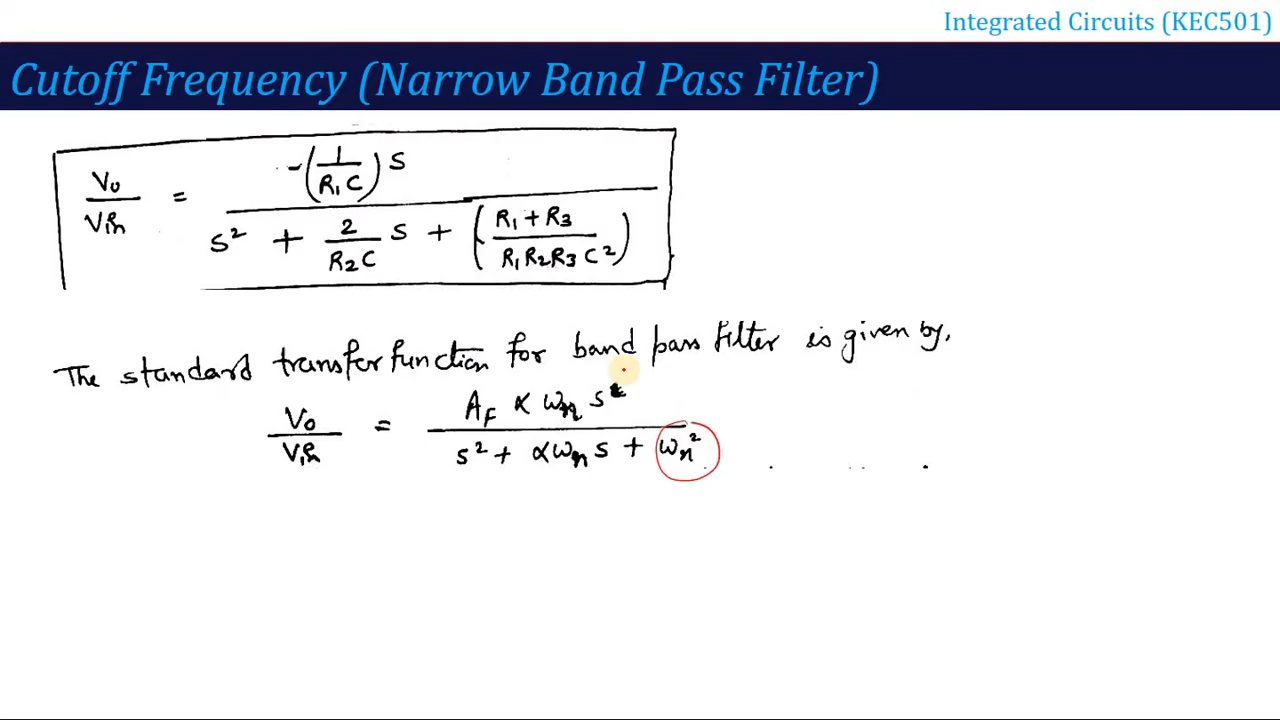 Integrated Circuits (KEC501)
Cutoff Frequency (Narrow Band Pass Filter)
Vo/Vin = -(1/R1C)s / (s² + (2/R2C)s + ((R1+R3)/(R1R2R3C²)))
The standard transfer function for band pass filter is given by,
Vo/Vin = AF α ωn s / (s² + αωn s + ωn²)